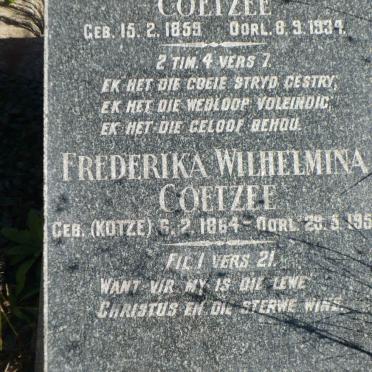 COETZEE
GEB. 15. 2. 1859 OORL. 8. 9. 1934.
2 TIM. 4 VERS 7.
EK HET DIE GOEIE STRYD GESTRY,
EK HET DIE WEDLOOP VOLEINDIG,
EK HET DIE GELOOF BEHOU.
FREDERIKA WILHELMINA
COETZEE
GEB. (KOTZE) 6. 2. 1864 - OORL. 29. 5. 195
FIL. 1 VERS 21.
WANT VIR MY IS DIE LEWE
CHRISTUS EN DIE STERWE WINS.